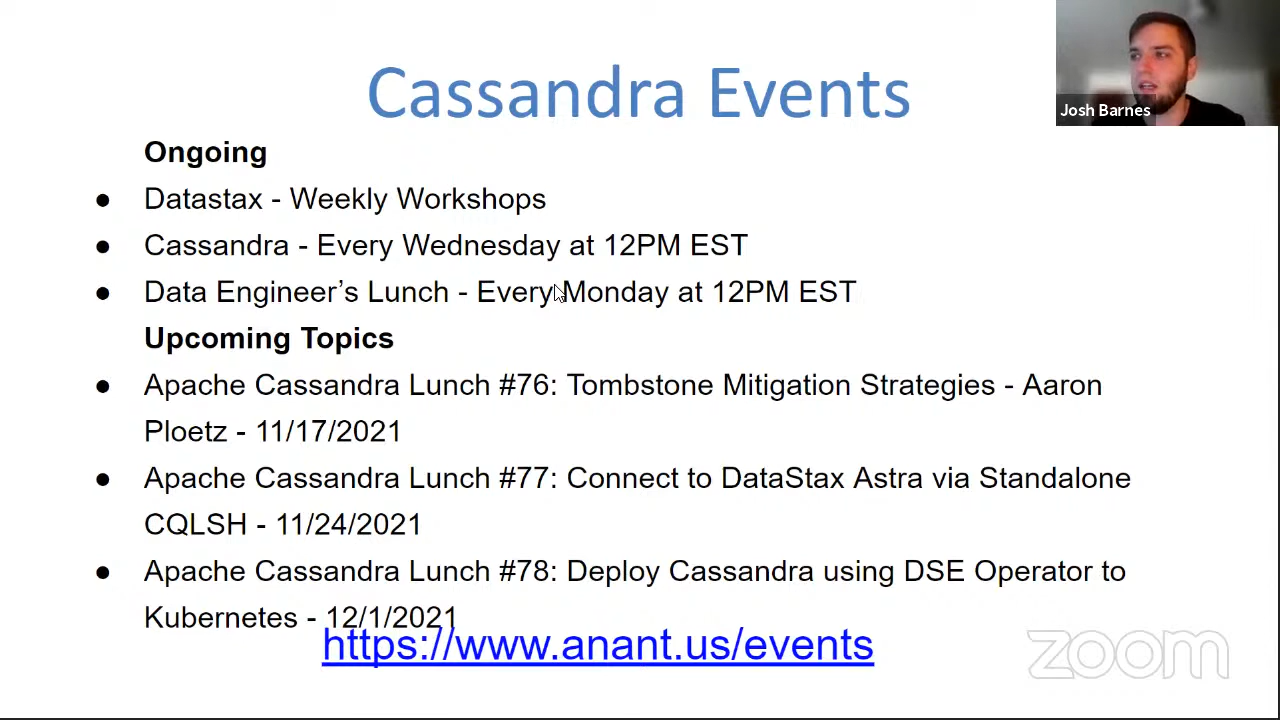 Cassandra Events
Josh Barnes
Ongoing
● Datastax - Weekly Workshops
● Cassandra - Every Wednesday at 12PM EST
● Data Engineer’s Lunch - Every Monday at 12PM EST
Upcoming Topics
● Apache Cassandra Lunch #76: Tombstone Mitigation Strategies - Aaron
Ploetz - 11/17/2021
● Apache Cassandra Lunch #77: Connect to DataStax Astra via Standalone
CQLSH - 11/24/2021
● Apache Cassandra Lunch #78: Deploy Cassandra using DSE Operator to
Kubernetes - 12/1/2021
https://www.anant.us/events
zoom